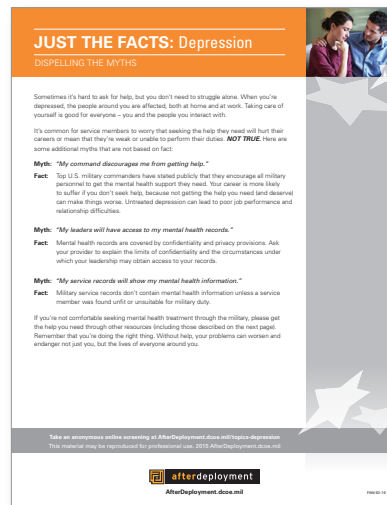 JUST THE FACTS: Depression
DISPELLING THE MYTHS
Sometimes it's hard to ask for help, but you don't need to struggle alone. When you're
depressed, the people around you are affected, both at home and at work. Taking care of
yourself is good for everyone – you and the people you interact with.
It's common for service members to worry that seeking the help they need will hurt their
careers or mean that they're weak or unable to perform their duties. NOT TRUE. Here are
some additional myths that are not based on fact:
Myth: "My command discourages me from getting help."
Fact: Top U.S. military commanders have stated publicly that they encourage all military
personnel to get the mental health support they need. Your career is more likely
to suffer if you don't seek help, because not getting the help you need (and deserve)
can make things worse. Untreated depression can lead to poor job performance and
relationship difficulties.
Myth: "My leaders will have access to my mental health records."
Fact: Mental health records are covered by confidentiality and privacy provisions. Ask
your provider to explain the limits of confidentiality and the circumstances under
which your leadership may obtain access to your records.
Myth: "My service records will show my mental health information."
Fact: Military service records don't contain mental health information unless a service
member was found unfit or unsuitable for military duty.
If you're not comfortable seeking mental health treatment through the military, please get
the help you need through other resources (including those described on the next page).
Remember that you're doing the right thing. Without help, your problems can worsen and
endanger not just you, but the lives of everyone around you.
Take an anonymous online screening at AfterDeployment.dcoe.mil/topics-depression
This material may be reproduced for professional use. 2015 AfterDeployment.dcoe.mil
afterdeployment
AfterDeployment.dcoe.mil